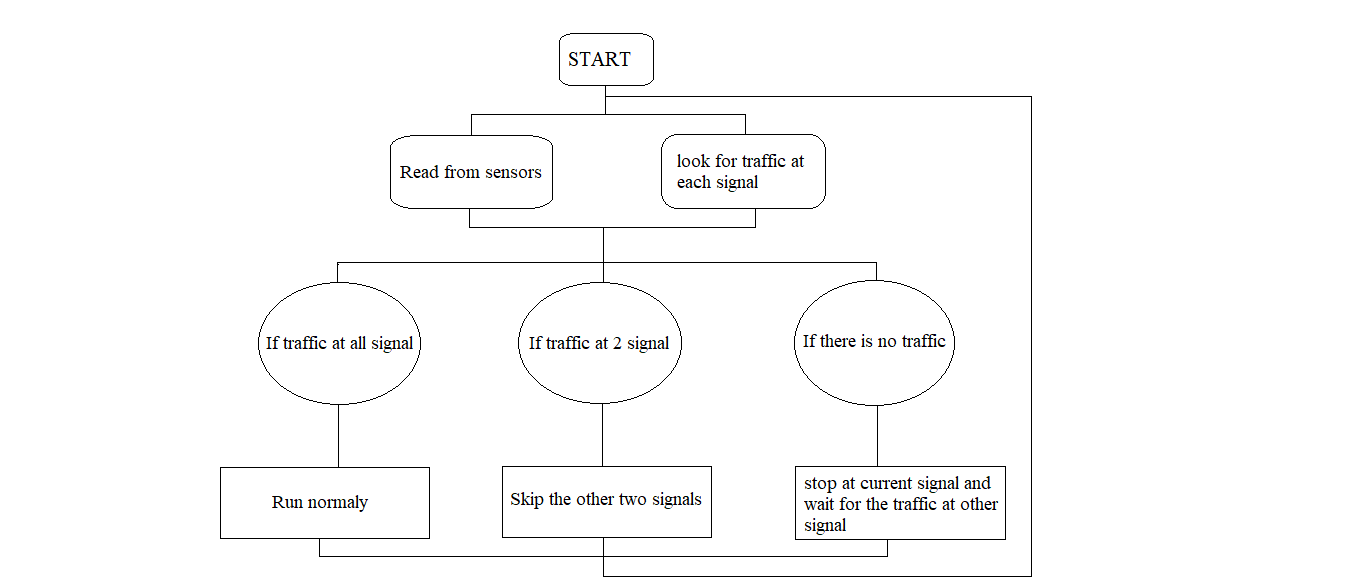 START
Read from sensors
look for traffic at
each signal
If traffic at all signal
If traffic at 2 signal
If there is no traffic
Run normaly
Skip the other two signals
stop at current signal and
wait for the traffic at other
signal